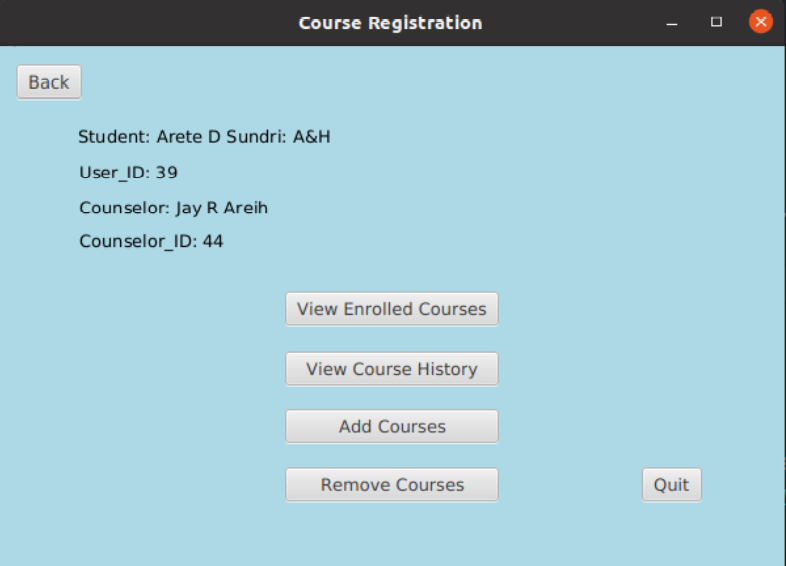 Course Registration
Back
Student: Arete D Sundri: A&H
User_ID: 39
Counselor: Jay R Areih
Counselor_ID: 44
View Enrolled Courses
View Course History
Add Courses
Remove Courses
Quit